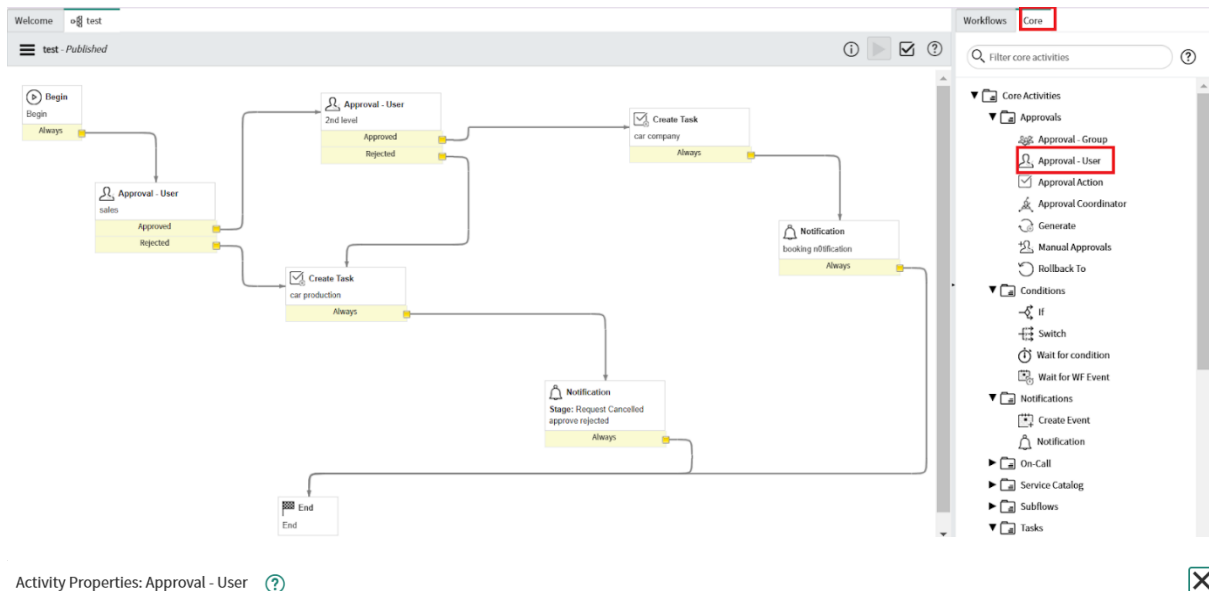 Welcome
test
Workflows
Core
test - Published
Filter core activities
Begin
Begin
Always
Approval - User
2nd level
Approved
Rejected
Create Task
car company
Always
Approval - User
sales
Approved
Rejected
Notification
booking n0tification
Always
Create Task
car production
Always
Notification
Stage: Request Cancelled
approve rejected
Always
End
End
Core Activities
Approvals
Approval - Group
Approval - User
Approval Action
Approval Coordinator
Generate
Manual Approvals
Rollback To
Conditions
If
Switch
Wait for condition
Wait for WF Event
Notifications
Create Event
Notification
On-Call
Service Catalog
Subflows
Tasks
Activity Properties: Approval - User